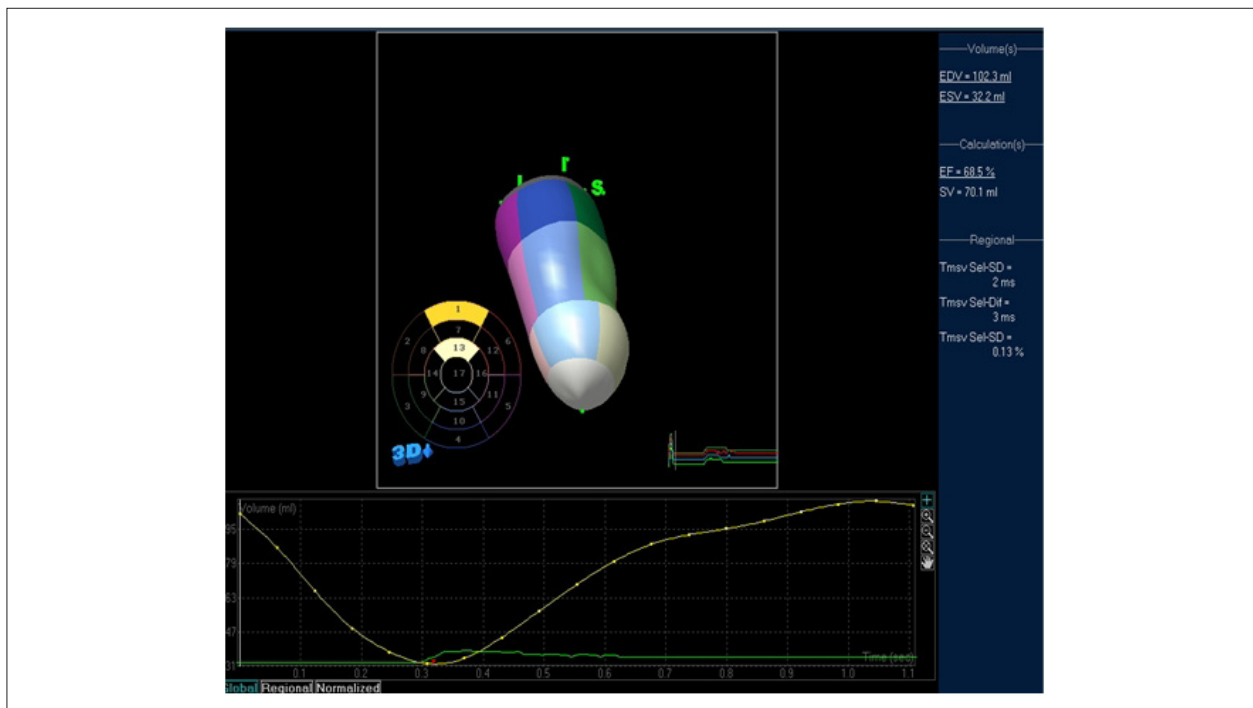 Volume(s)
EDV = 102.3 ml
ESV = 32.2 ml
Calculation(s)
EF = 68.5 %
SV = 70.1 ml
Regional
Tmsv Sel-SD =
2 ms
Tmsv Sel-Dif =
3 ms
Tmsv Sel-SD =
0.13 %
S.
1
7
2
6
8
13
12
14
17
16
3
15
11
5
10
4
3D
Volume (ml)
95
79
63
47
31
Time (sec)
0.1 0.2 0.3 0.4 0.5 0.6 0.7 0.8 0.9 1.0 1.1
Global Regional Normalized